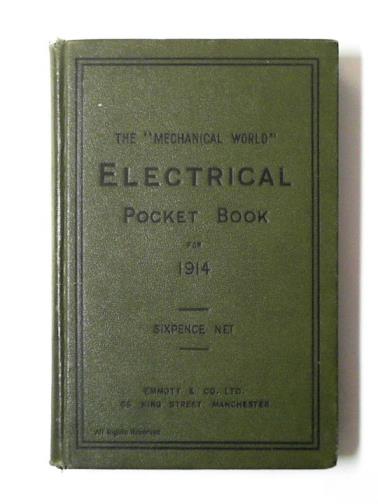 THE "MECHANICAL WORLD"
ELECTRICAL
POCKET BOOK
FOR
1914
SIXPENCE NET
EMMOTT & CO. LTD.
65 KING STREET MANCHESTER
All Rights Reserved